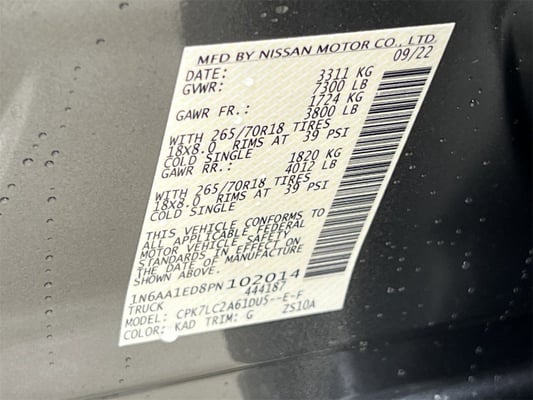 MFD BY NISSAN MOTOR CO., LTD.
DATE: 09/22
GVWR: 3311 KG
7300 LB
GAWR FR.: 1724 KG
3800 LB
WITH 265/70R18 TIRES
18X8.0 RIMS AT 39 PSI
COLD SINGLE
GAWR RR.: 1820 KG
4012 LB
WITH 265/70R18 TIRES
18X8.0 RIMS AT 39 PSI
COLD SINGLE
THIS VEHICLE CONFORMS TO
ALL APPLICABLE FEDERAL
MOTOR VEHICLE SAFETY
STANDARDS IN EFFECT ON
THE DATE OF MANUFACTURE
SHOWN ABOVE.
1N6AA1ED8PN102014
TRUCK 444187
MODEL: CPK7LC2A61DUS--E-F
COLOR: KAD TRIM: G 2S10A